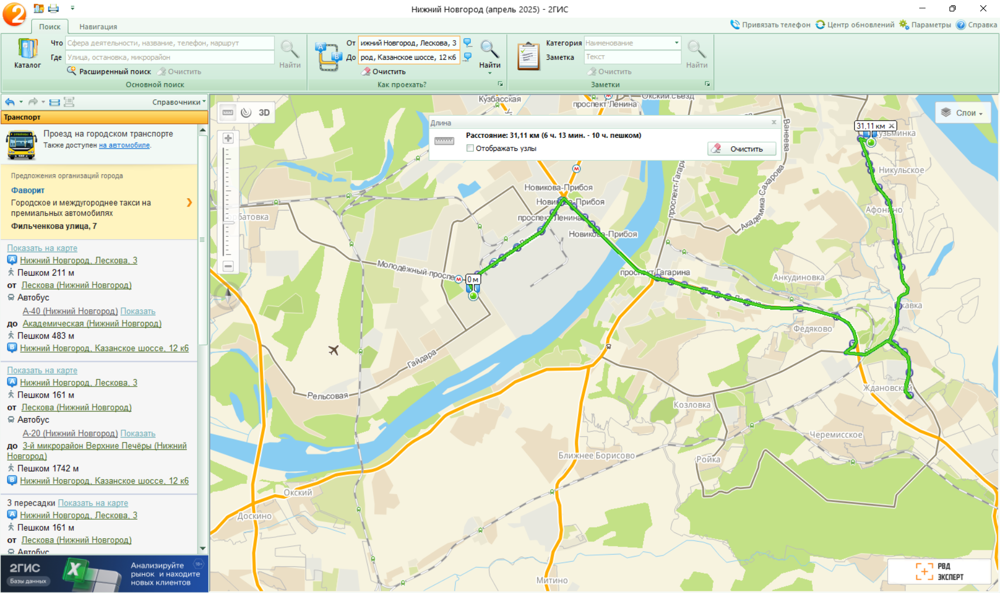 Нижний Новгород (апрель 2025) - 2ГИС
Поиск
Навигация
Привязать телефон
Центр обновлений
Параметры
Справка
Каталог
Что
Сфера деятельности, название, телефон, маршрут
Где
Улица, остановка, микрорайон
Найти
Расширенный поиск
Очистить
Основной поиск
От
ижний Новгород, Лескова, 3
До
род, Казанское шоссе, 12 к6
Найти
Очистить
Как проехать?
Категория
Наименование
Заметка
Текст
Найти
Очистить
Заметки
Справочники
Транспорт
Проезд на городском транспорте
Также доступен на автомобиле.
Предложения организаций города
Фаворит
Городское и междугороднее такси на
премиальных автомобилях
Фильченкова улица, 7
Показать на карте
A Нижний Новгород, Лескова, 3
Пешком 211 м
от Лескова (Нижний Новгород)
Автобус
А-40 (Нижний Новгород) Показать
до Академическая (Нижний Новгород)
Пешком 483 м
B Нижний Новгород, Казанское шоссе, 12 к6
Показать на карте
A Нижний Новгород, Лескова, 3
Пешком 161 м
от Лескова (Нижний Новгород)
Автобус
А-20 (Нижний Новгород) Показать
до 3-й микрорайон Верхние Печёры (Нижний
Новгород)
Пешком 1742 м
B Нижний Новгород, Казанское шоссе, 12 к6
3 пересадки Показать на карте
A Нижний Новгород, Лескова, 3
Пешком 161 м
от Лескова (Нижний Новгород)
Автобус
2ГИС
Базы данных
Анализируйте
рынок и находите
новых клиентов
18+
3D
Слои
Длина
Расстояние: 31,11 км (6 ч. 13 мин. - 10 ч. пешком)
Отображать узлы
Очистить
31,11 км
0 м
Кузбасская
проспект Ленина
Окский съезд
Ванеева
узьминка
Никульское
Новикова-Прибоя
проспект Гагари
Академика Сахарова
Афонино
рбатовка
проспект Ленина
Новикова-Прибоя
Молодёжный проспе
проспект Гагарина
Анкудиновка
кавка
Федяково
Гайдара
Рельсовая
Ждановский
Козловка
Черемисское
Ближнее Борисово
Ройка
Окский
Доскино
Митино
РВД
ЭКСПЕРТ